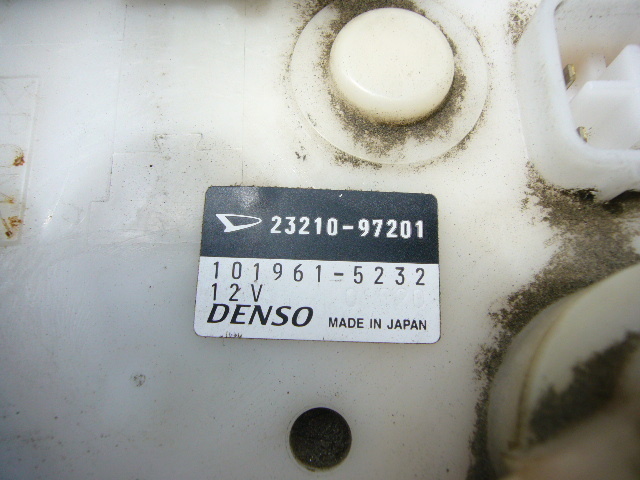 23210-97201
101961-5232
12V
DENSO MADE IN JAPAN